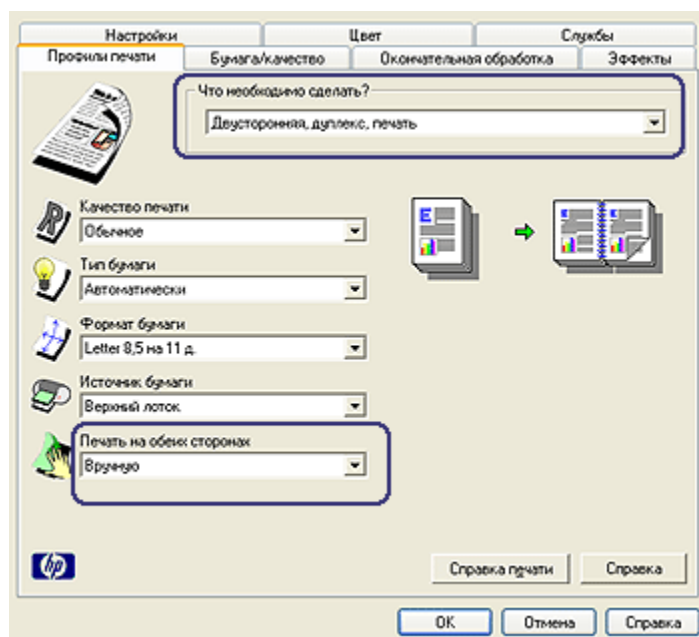 Настройки
Цвет
Службы
Профили печати
Бумага/качество
Окончательная обработка
Эффекты
Что необходимо сделать?
Двусторонняя, дуплекс, печать
Качество печати
Обычное
Тип бумаги
Автоматически
Формат бумаги
Letter 8,5 на 11 д.
Источник бумаги
Верхний лоток
Печать на обеих сторонах
Вручную
hp
Справка печати
Справка
OK
Отмена
Справка